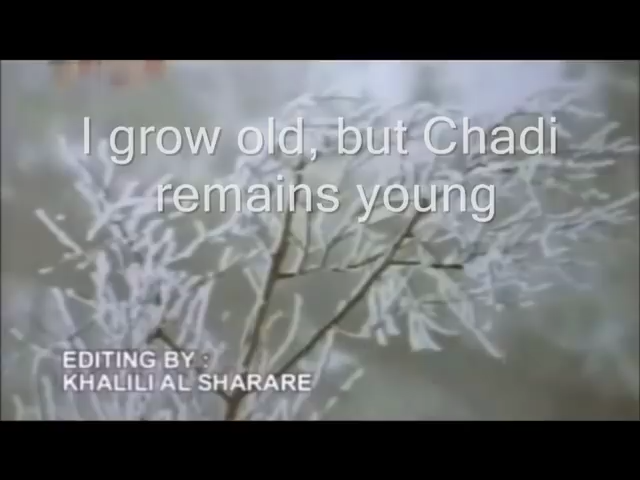 I grow old, but Chadi
remains young
EDITING BY :
KHALILI AL SHARARE